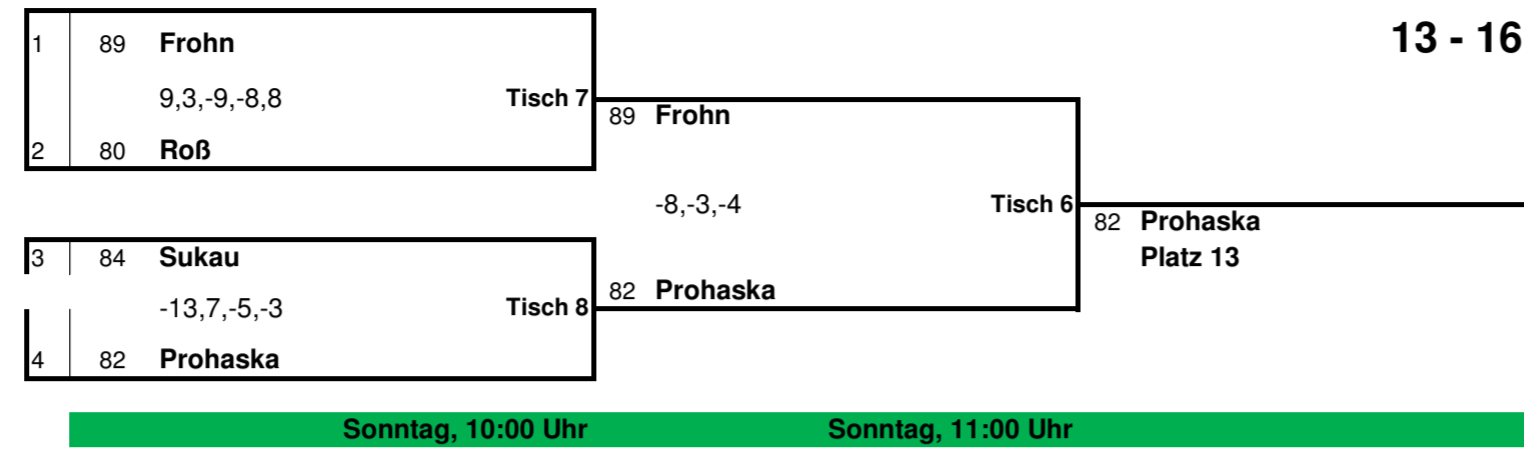 13 - 16
1 89 Frohn
9,3,-9,-8,8 Tisch 7
2 80 Roß
89 Frohn
-8,-3,-4 Tisch 6
82 Prohaska
Platz 13
3 84 Sukau
-13,7,-5,-3 Tisch 8
82 Prohaska
4 82 Prohaska
Sonntag, 10:00 Uhr Sonntag, 11:00 Uhr